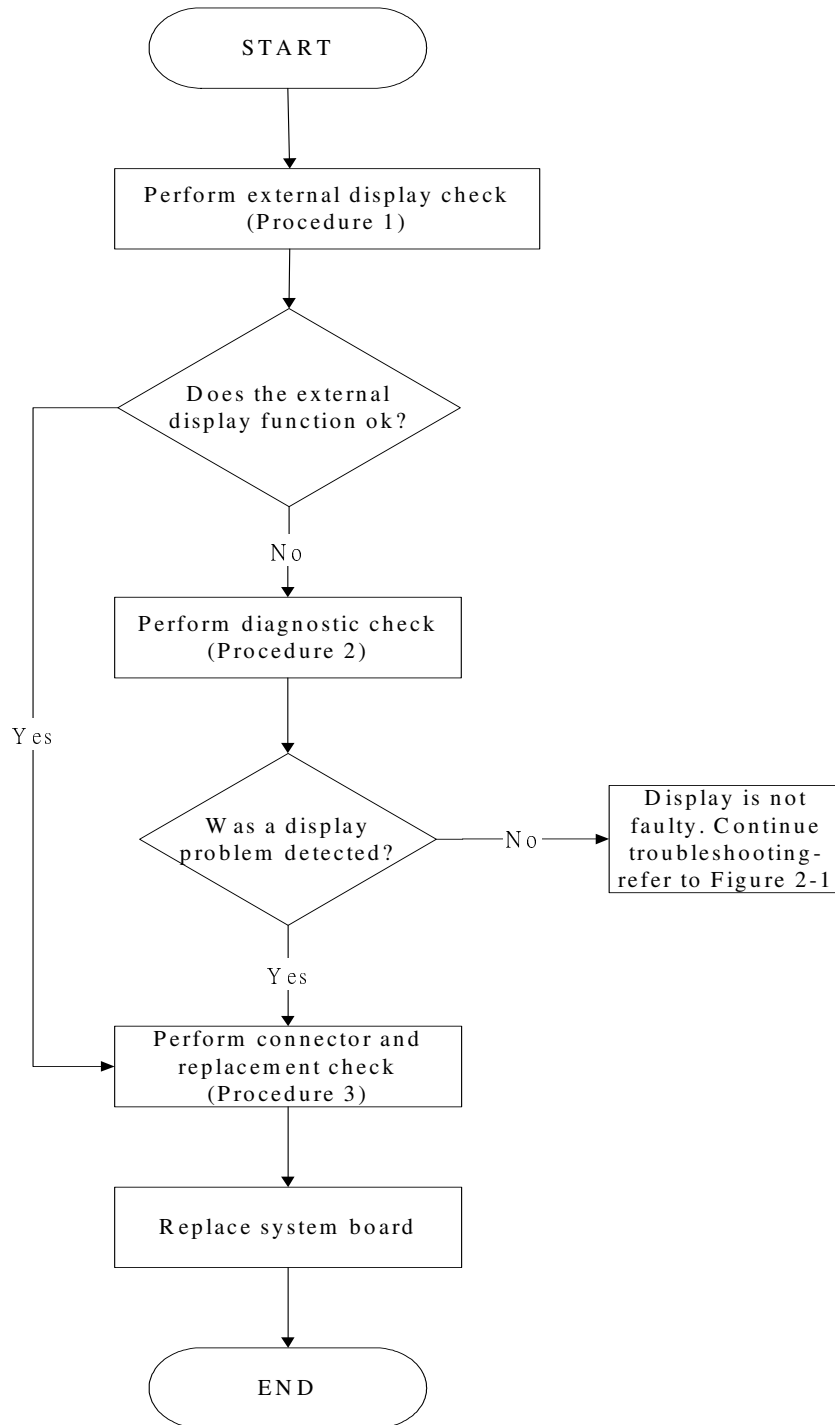 START
Perform external display check
(Procedure 1)
Does the external
display function ok?
No
Perform diagnostic check
(Procedure 2)
Yes
Was a display
problem detected?
No
Display is not
faulty. Continue
troubleshooting-
refer to Figure 2-1
Yes
Perform connector and
replacement check
(Procedure 3)
Replace system board
END